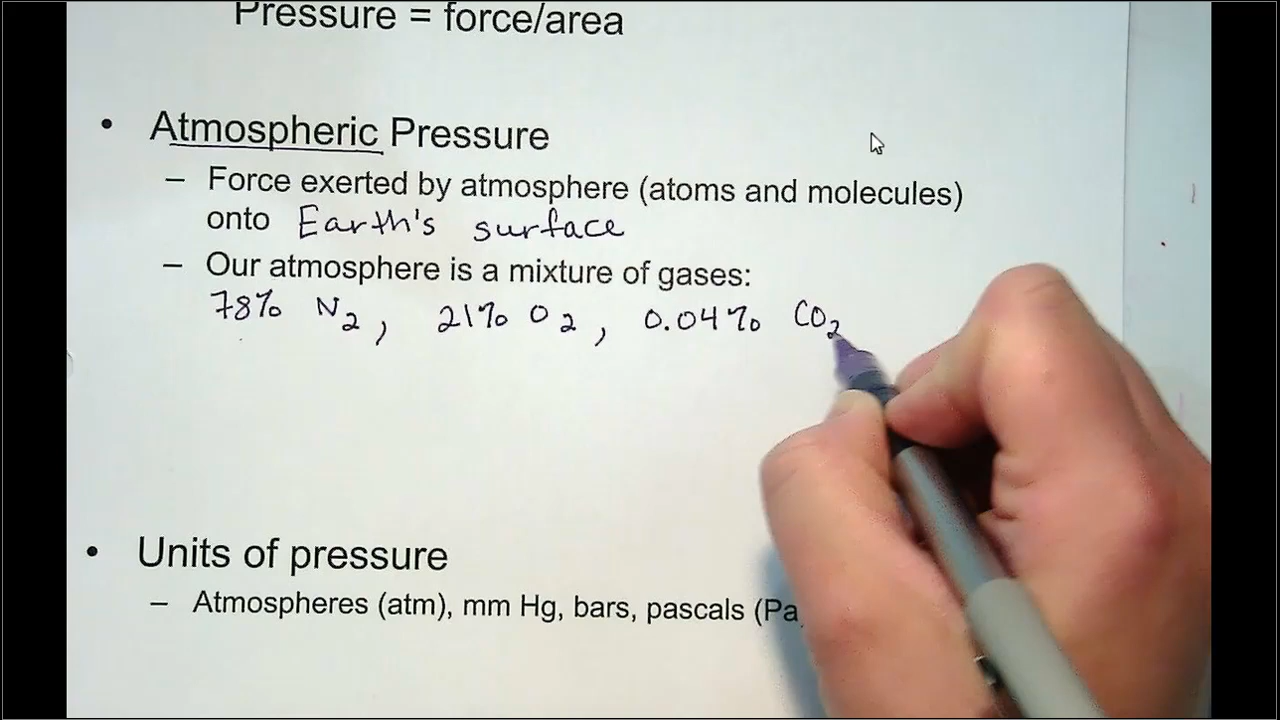 Pressure = force/area
• Atmospheric Pressure
– Force exerted by atmosphere (atoms and molecules)
onto Earth's surface
– Our atmosphere is a mixture of gases:
78% N₂, 21% O₂, 0.04% CO₂
• Units of pressure
– Atmospheres (atm), mm Hg, bars, pascals (Pa